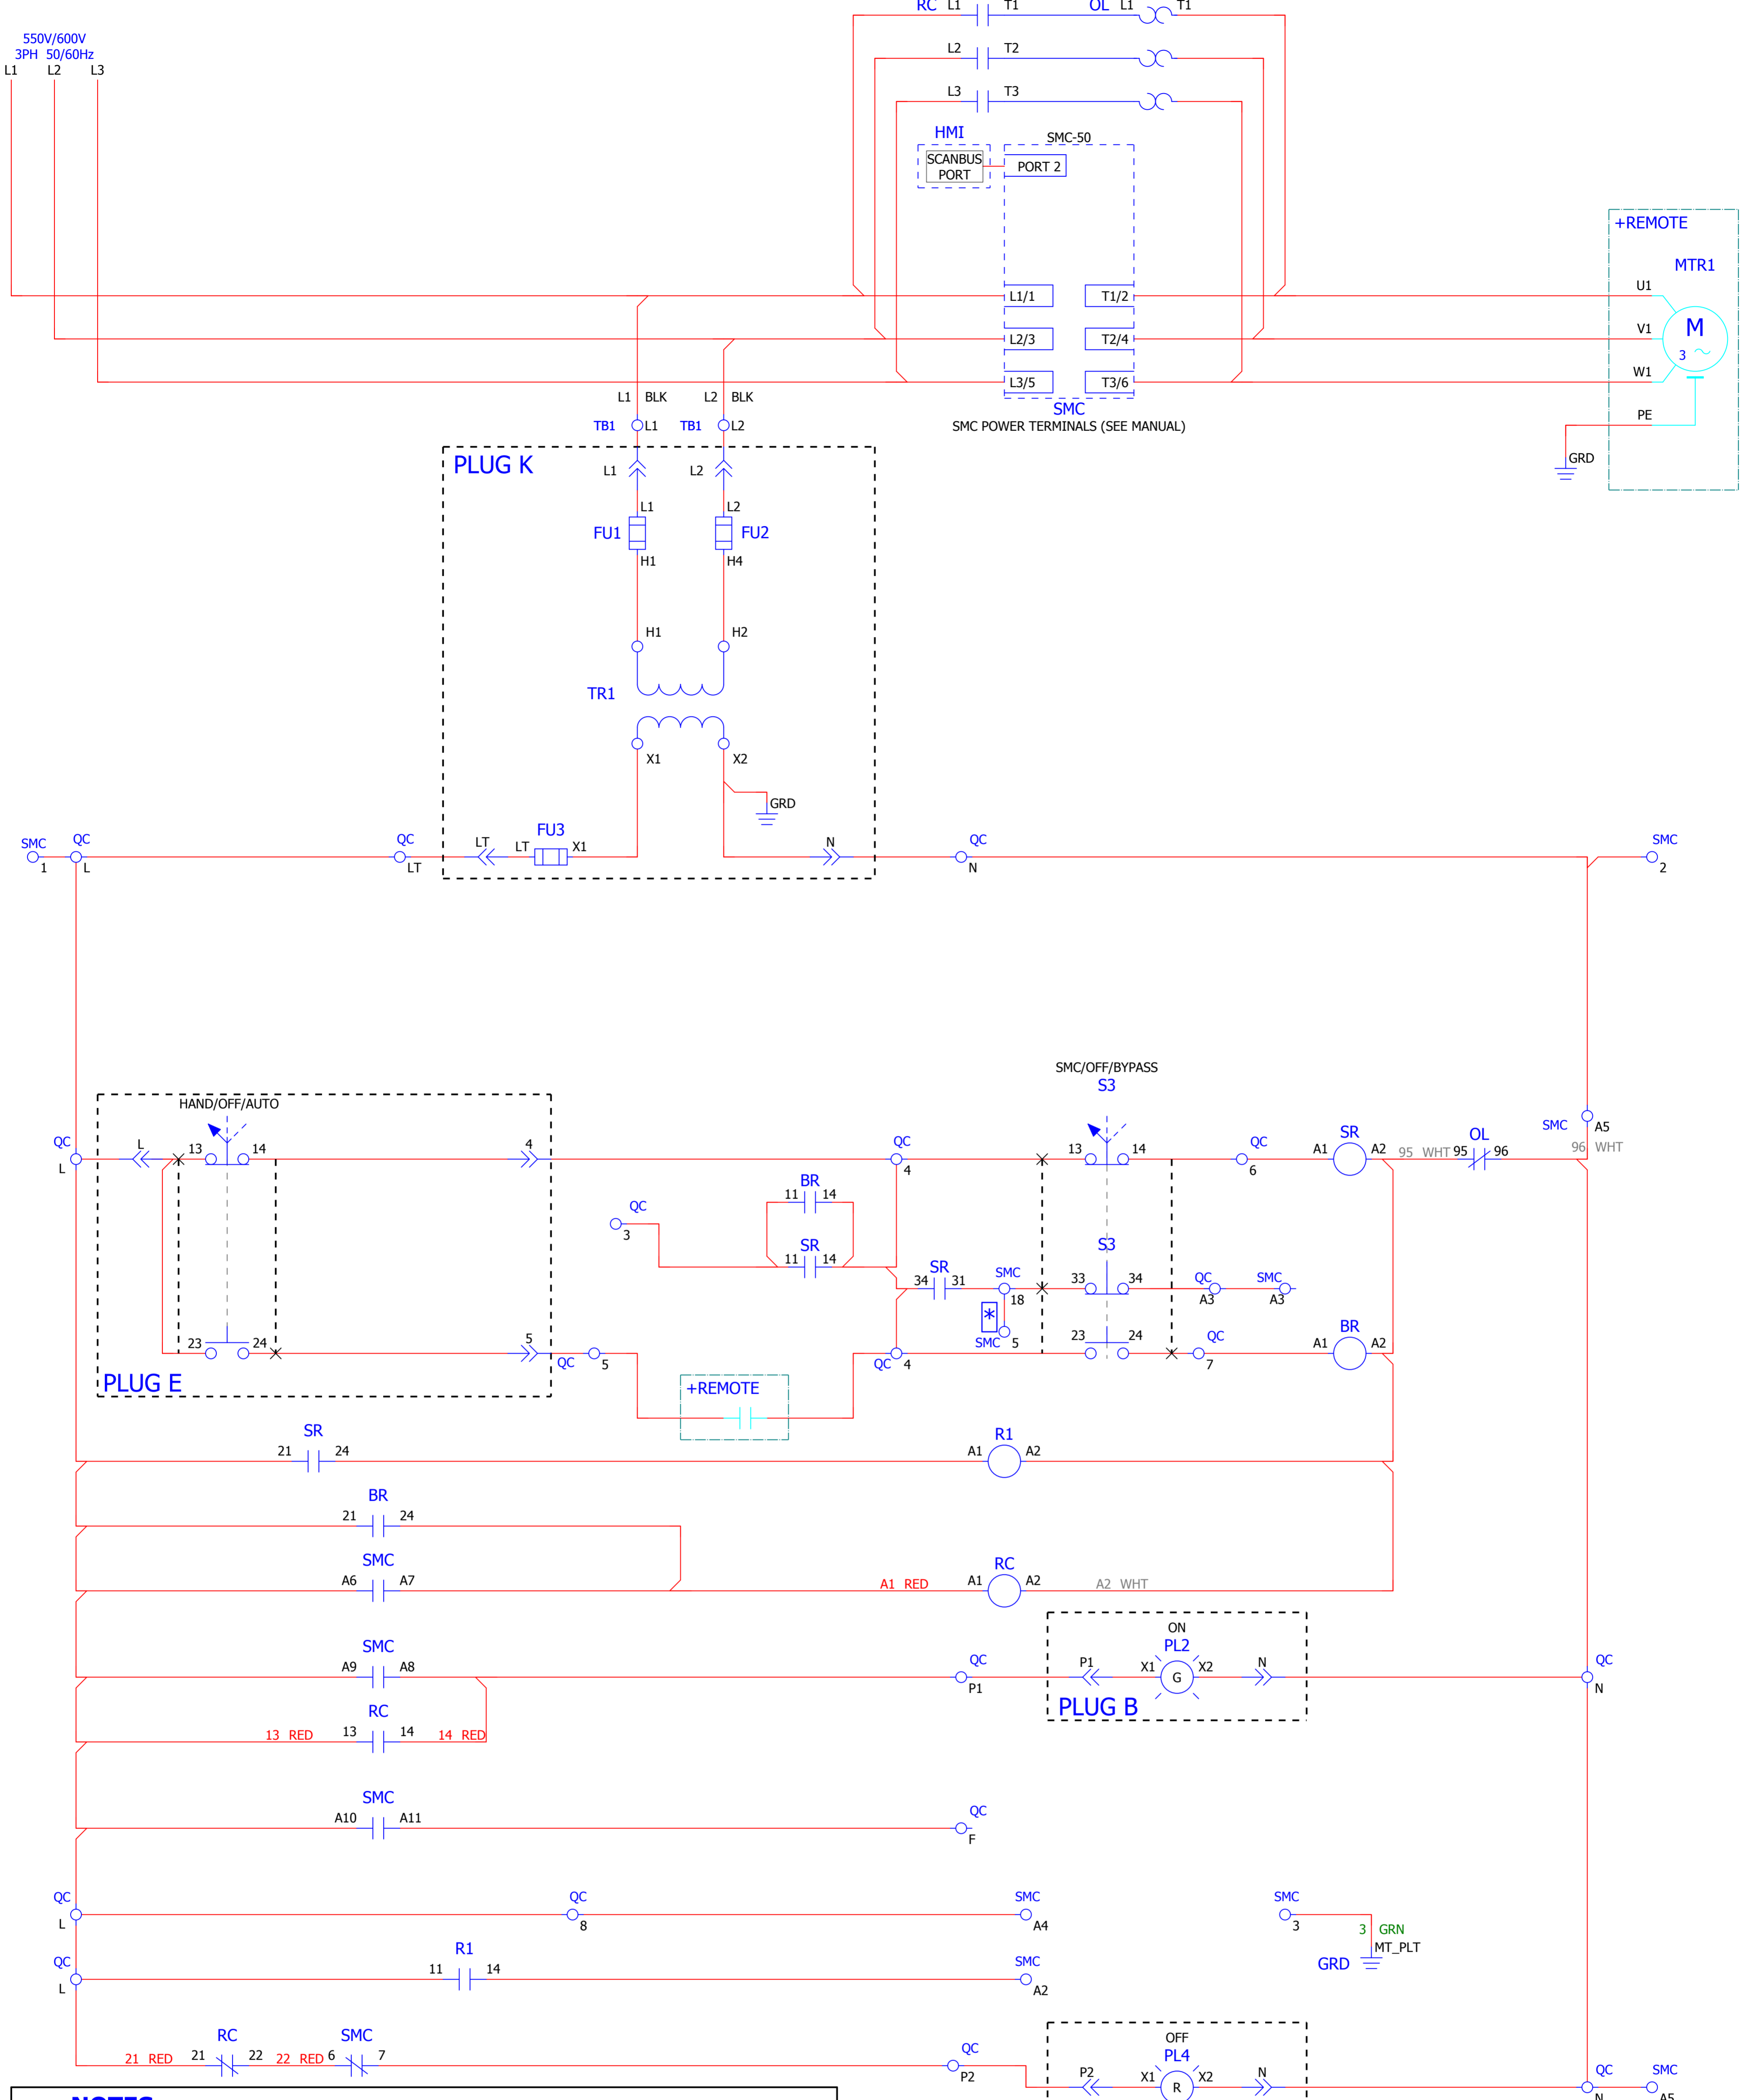 RC L1 T1 OL L1 T1
550V/600V
3PH 50/60Hz
L1 L2 L3
L2 T2
L3 T3
HMI
SMC-50
SCANBUS
PORT
PORT 2
+REMOTE
MTR1
L1/1 T1/2 U1
L2/3 T2/4 V1
M
3
L3/5 T3/6 W1
SMC
SMC POWER TERMINALS (SEE MANUAL)
PE
GRD
L1 BLK L2 BLK
TB1 L1 TB1 L2
PLUG K
L1 L2
L1 L2
FU1 FU2
H1 H4
H1 H2
TR1
X1 X2
GRD
SMC QC QC LT LT FU3 X1 N QC SMC
1 L LT N 2
SMC/OFF/BYPASS
S3
HAND/OFF/AUTO
SMC A5
QC L 13 14 4 QC 13 14 QC SR OL
A1 A2 95 WHT 95 96 96 WHT
L 4 6
BR
11 14
QC
3
SR
11 14
S3
SR
34 31 SMC 33 34 QC SMC
18 A3 A3
*
SMC 5
23 24 5 QC 5 QC 4 23 24 QC 7 BR
A1 A2
PLUG E
+REMOTE
SR
21 24
R1
A1 A2
BR
21 24
SMC
A6 A7
RC
A1 RED A1 A2 A2 WHT
ON
PL2
SMC
A9 A8 QC P1 P1 X1 G X2 N QC N
PLUG B
RC
13 RED 13 14 14 RED
SMC
A10 A11 QC
F
QC QC SMC SMC
L 8 A4 3
3 GRN
MT_PLT
GRD
QC R1 SMC
11 14
L A2
OFF
PL4
RC SMC
21 RED 21 22 22 RED 6 7 QC
P2
P2 X1 R X2 N QC SMC
N A5
NOTES